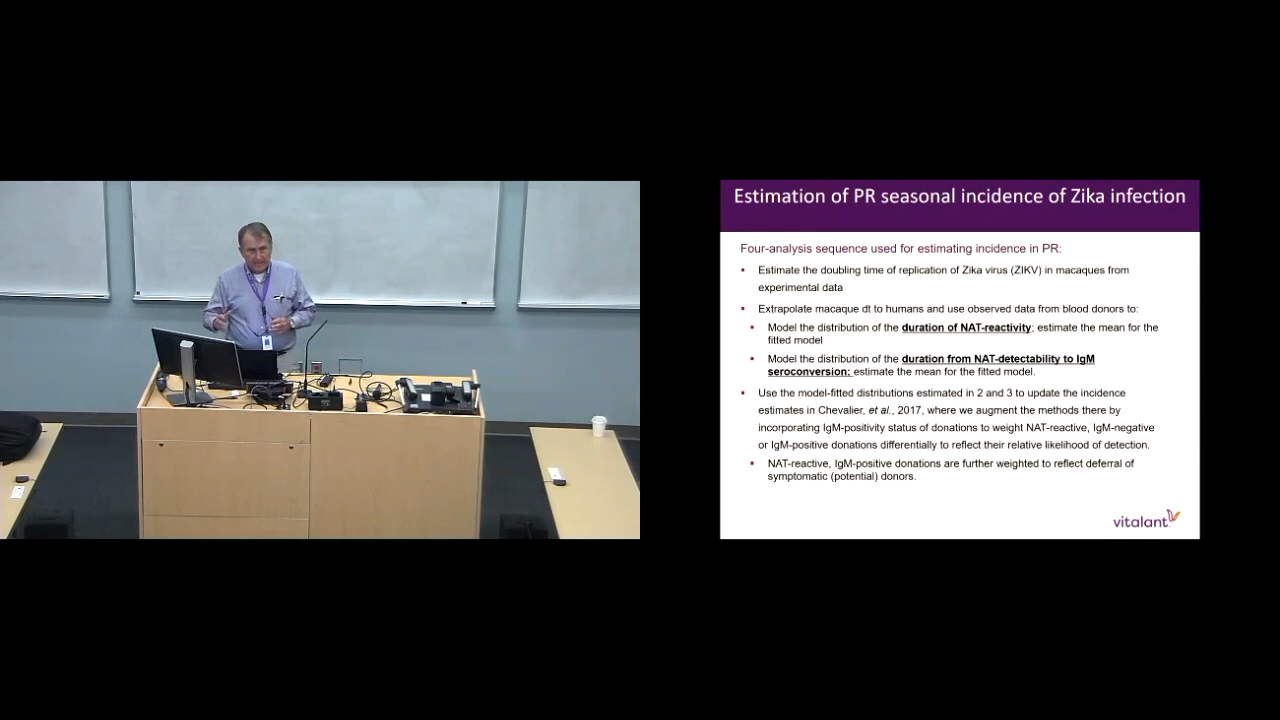 Estimation of PR seasonal incidence of Zika infection
Four-analysis sequence used for estimating incidence in PR:
▪ Estimate the doubling time of replication of Zika virus (ZIKV) in macaques from
experimental data
▪ Extrapolate macaque dt to humans and use observed data from blood donors to:
▪ Model the distribution of the duration of NAT-reactivity; estimate the mean for the
fitted model
▪ Model the distribution of the duration from NAT-detectability to IgM
seroconversion; estimate the mean for the fitted model.
▪ Use the model-fitted distributions estimated in 2 and 3 to update the incidence
estimates in Chevalier, et al., 2017, where we augment the methods there by
incorporating IgM-positivity status of donations to weight NAT-reactive, IgM-negative
or IgM-positive donations differentially to reflect their relative likelihood of detection.
▪ NAT-reactive, IgM-positive donations are further weighted to reflect deferral of
symptomatic (potential) donors.
vitalant